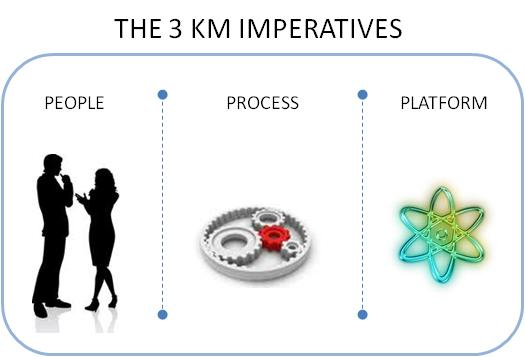 THE 3 KM IMPERATIVES
PEOPLE
PROCESS
PLATFORM